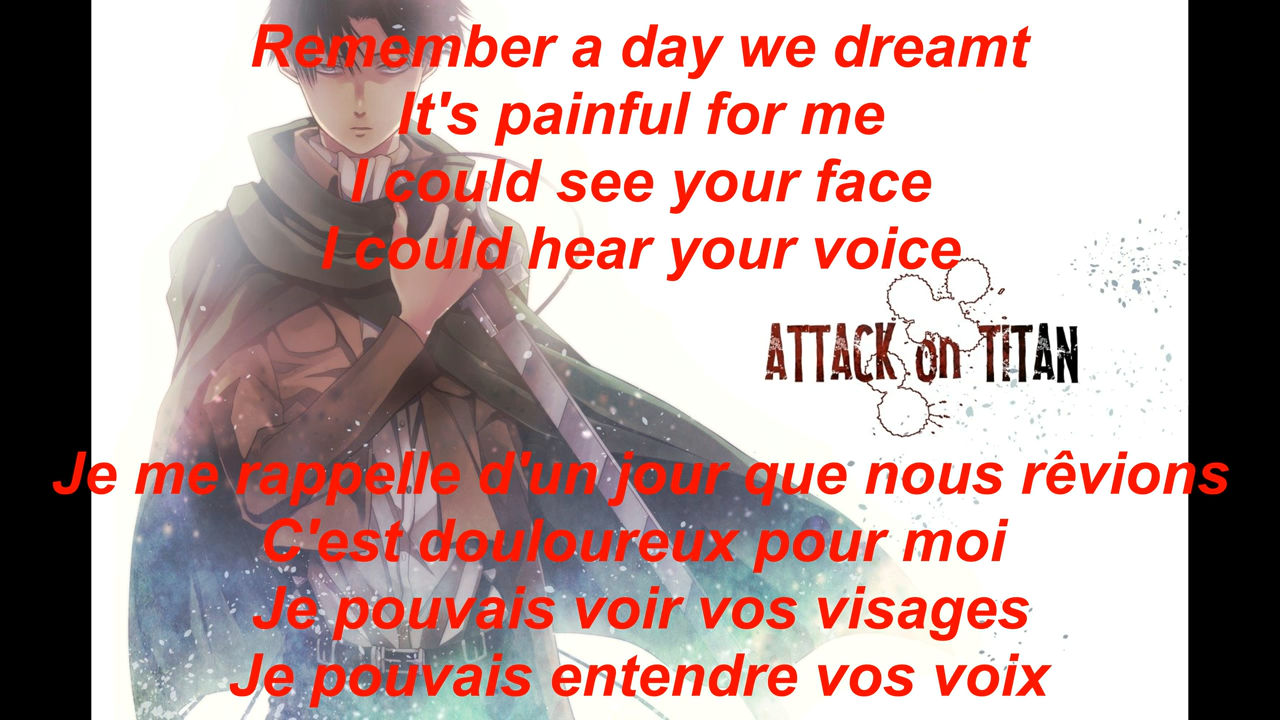 Remember a day we dreamt
It's painful for me
I could see your face
I could hear your voice
ATTACK on TITAN
Je me rappelle d'un jour que nous rêvions
C'est douloureux pour moi
Je pouvais voir vos visages
Je pouvais entendre vos voix